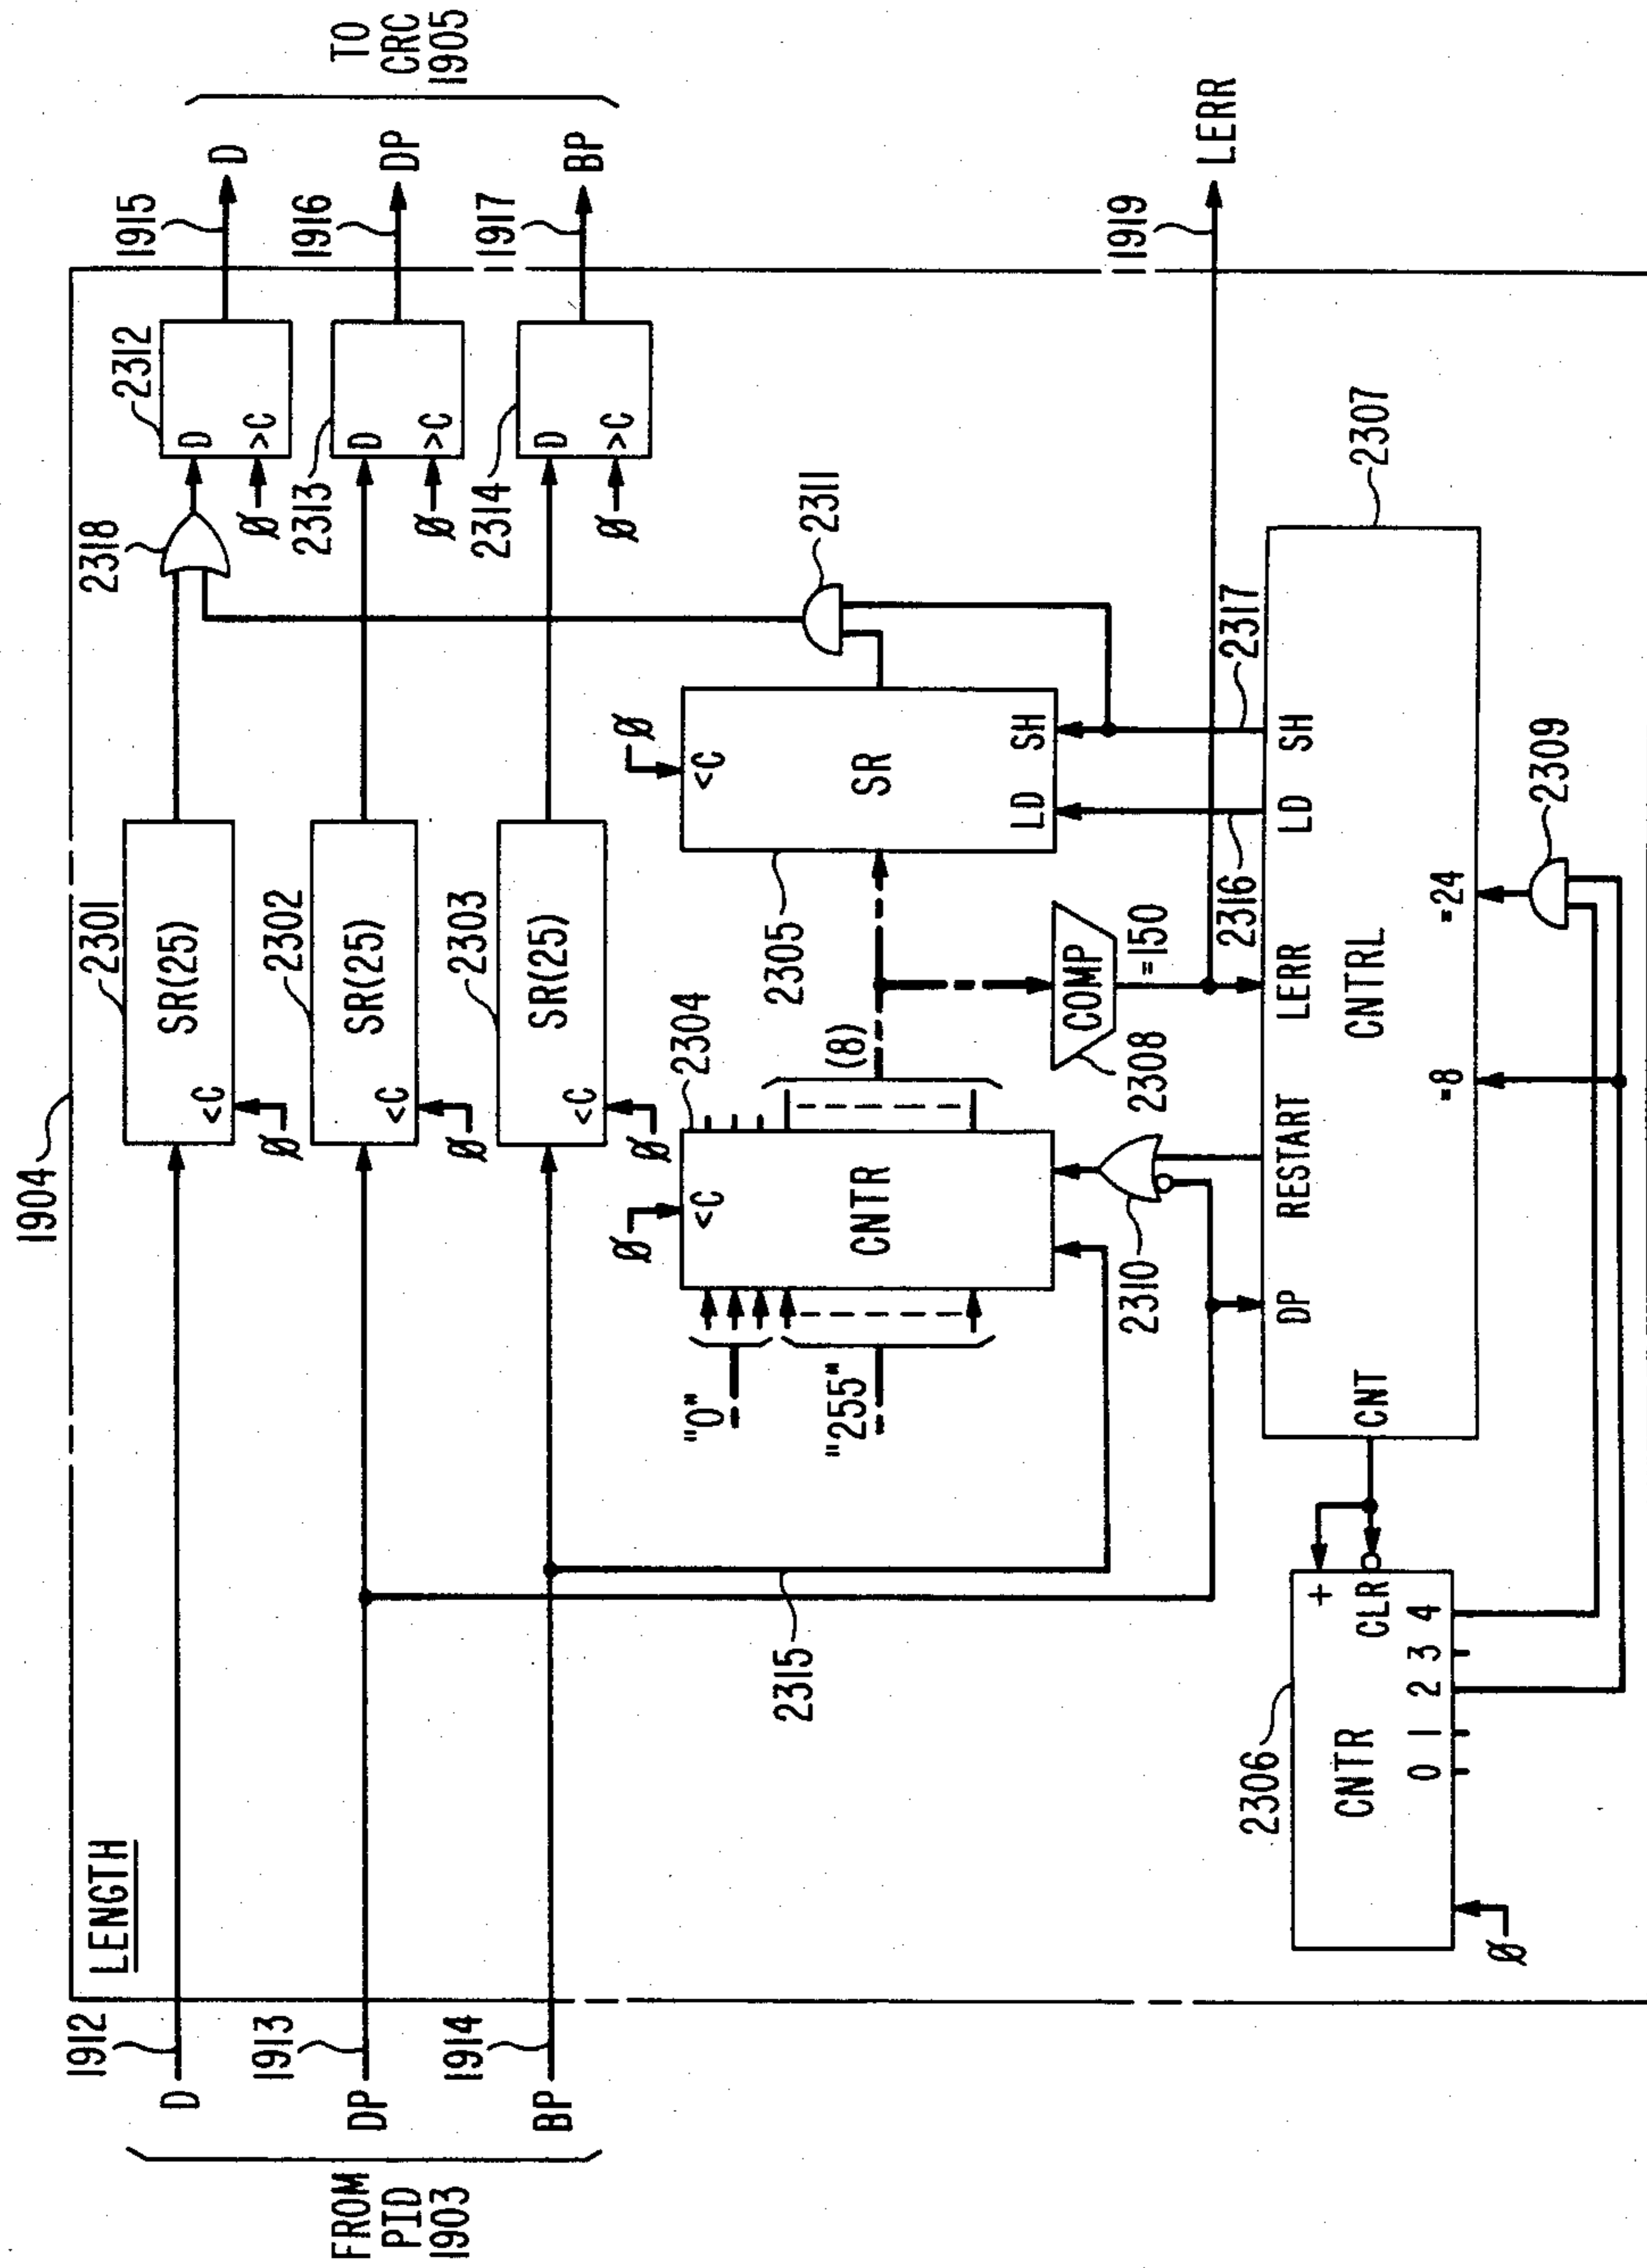 LENGTH
1904
FROM
PID
1903
D
1912
DP
1913
BP
1914
2301
SR(25)
<C
Ø
2302
SR(25)
<C
Ø
2303
SR(25)
<C
Ø
2318
2312
D
>C
Ø
2313
D
>C
Ø
2314
D
>C
Ø
1915
D
1916
DP
1917
BP
TO
CRC
1905
"0"
"255"
2304
Ø
<C
CNTR
(8)
2315
2310
2305
Ø
<C
SR
LD
SH
2311
COMP
=150
2308
2316
2317
1919
LERR
2307
DP
RESTART
LERR
LD
SH
CNT
CNTRL
=8
=24
2309
2306
CNTR
+
CLR
0 1 2 3 4
Ø